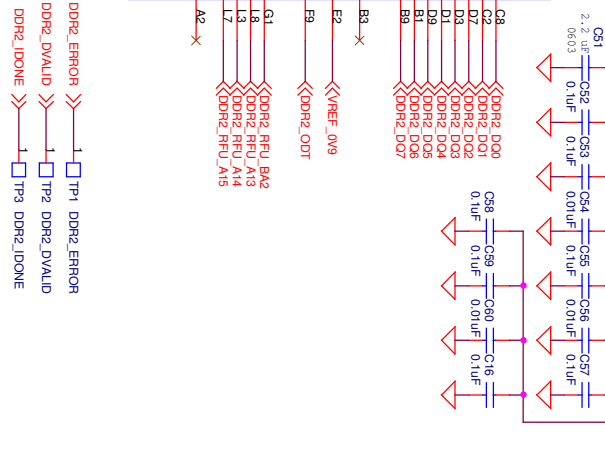 C51
2.2 uF
0603
C52
0.1uF
C53
0.1uF
C54
0.01uF
C55
0.1uF
C56
0.01uF
C57
0.1uF
C58
0.1uF
C59
0.1uF
C60
0.01uF
C16
0.1uF
C8 DDR2_DQ0
C2 DDR2_DQ1
D7 DDR2_DQ2
D3 DDR2_DQ3
D1 DDR2_DQ4
D9 DDR2_DQ5
B1 DDR2_DQ6
B9 DDR2_DQ7
B3
E2 VREF_0V9
F9 DDR2_ODT
G1 DDR2_RFU_BA2
L8 DDR2_RFU_A13
L3 DDR2_RFU_A14
L7 DDR2_RFU_A15
A2
DDR2_ERROR 1 TP1 DDR2_ERROR
DDR2_DVALID 1 TP2 DDR2_DVALID
DDR2_IDONE 1 TP3 DDR2_IDONE